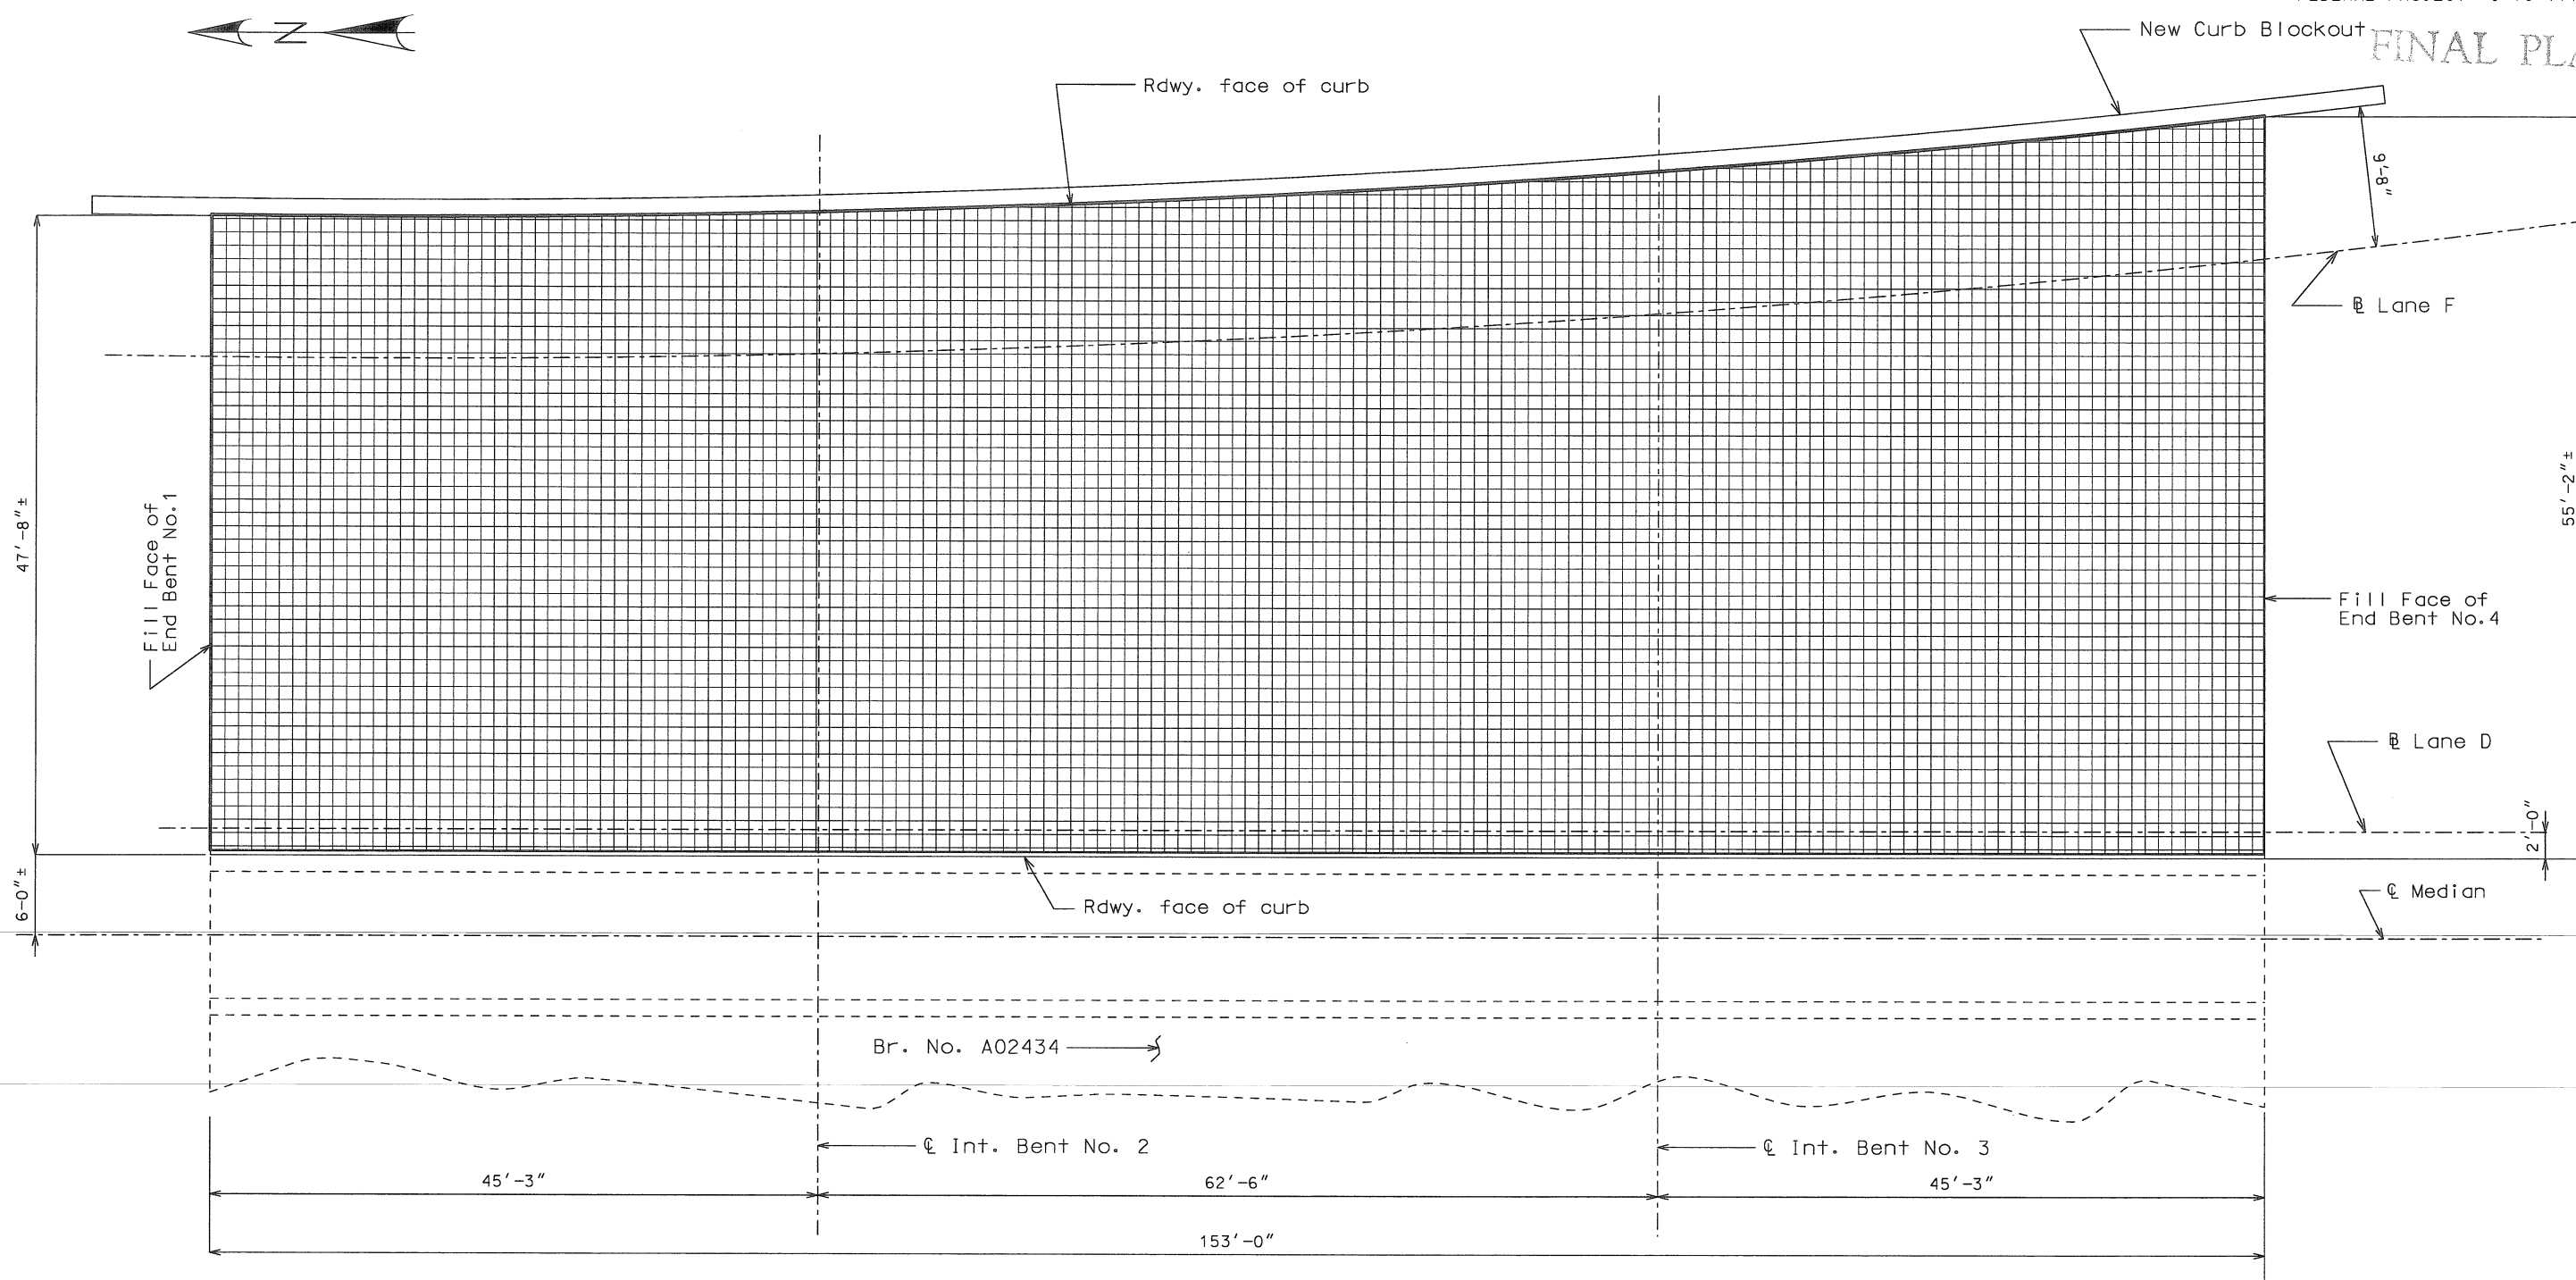 N
New Curb Blockout
FINAL
Rdwy. face of curb
9'-8"
℄ Lane F
47'-8"±
Fill Face of
End Bent No.1
55'-2"±
Fill Face of
End Bent No.4
℄ Lane D
2'-0"
6-0"±
℄ Median
Rdwy. face of curb
Br. No. A02434
℄ Int. Bent No. 2
℄ Int. Bent No. 3
45'-3"
62'-6"
45'-3"
153'-0"